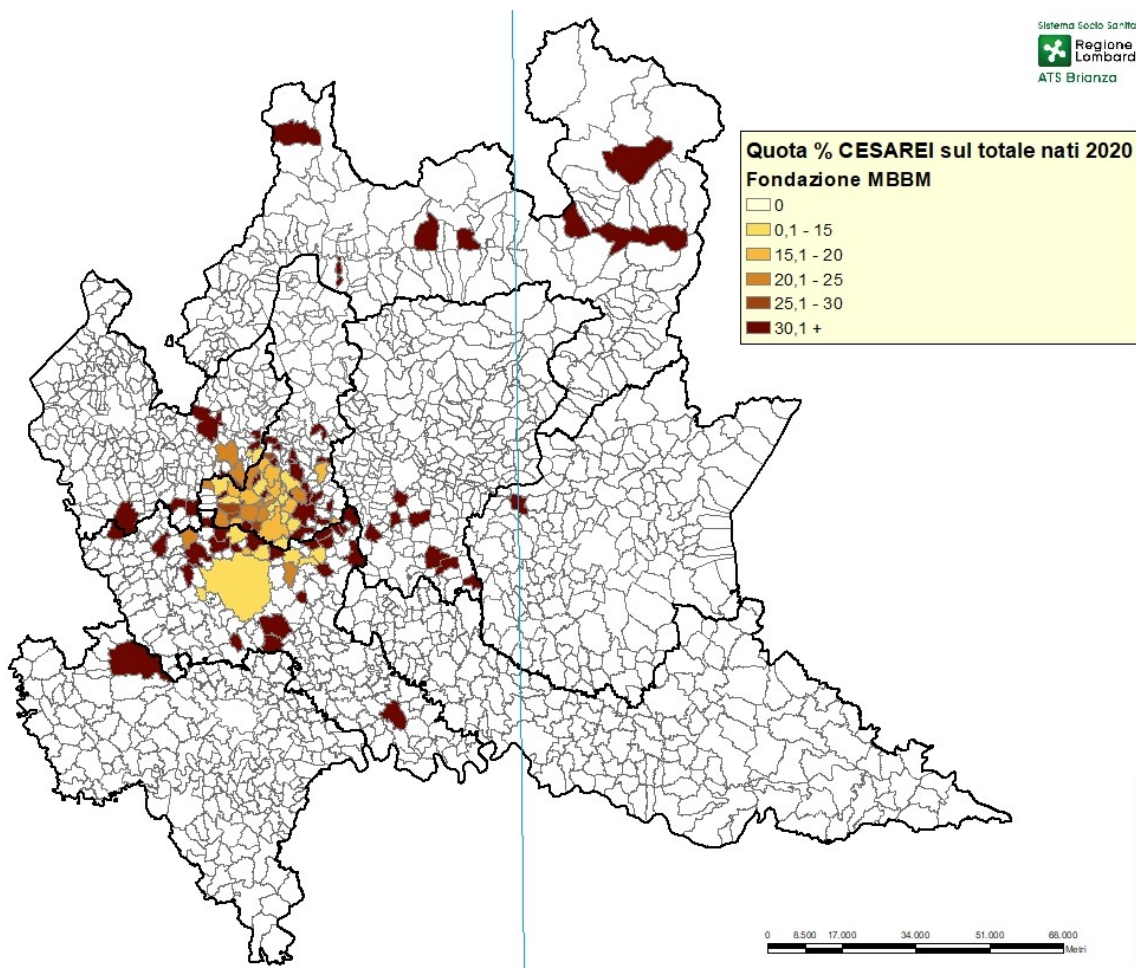 Sistema Socio Sanita
Regione
Lombard
ATS Brianza
Quota % CESAREI sul totale nati 2020
Fondazione MBBM
0
0,1 - 15
15,1 - 20
20,1 - 25
25,1 - 30
30,1 +
0 8.500 17.000 34.000 51.000 68.000
Metri